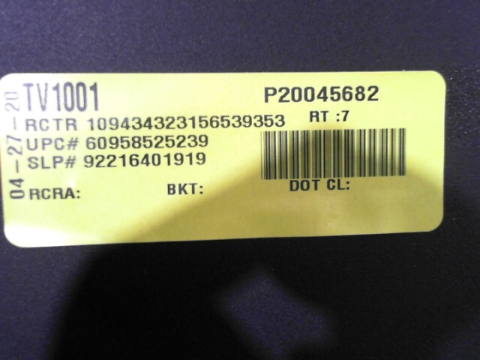 04-27-20
TV1001 P20045682
RCTR 109434323156539353 RT :7
UPC# 60958525239
SLP# 92216401919
RCRA: BKT: DOT CL: